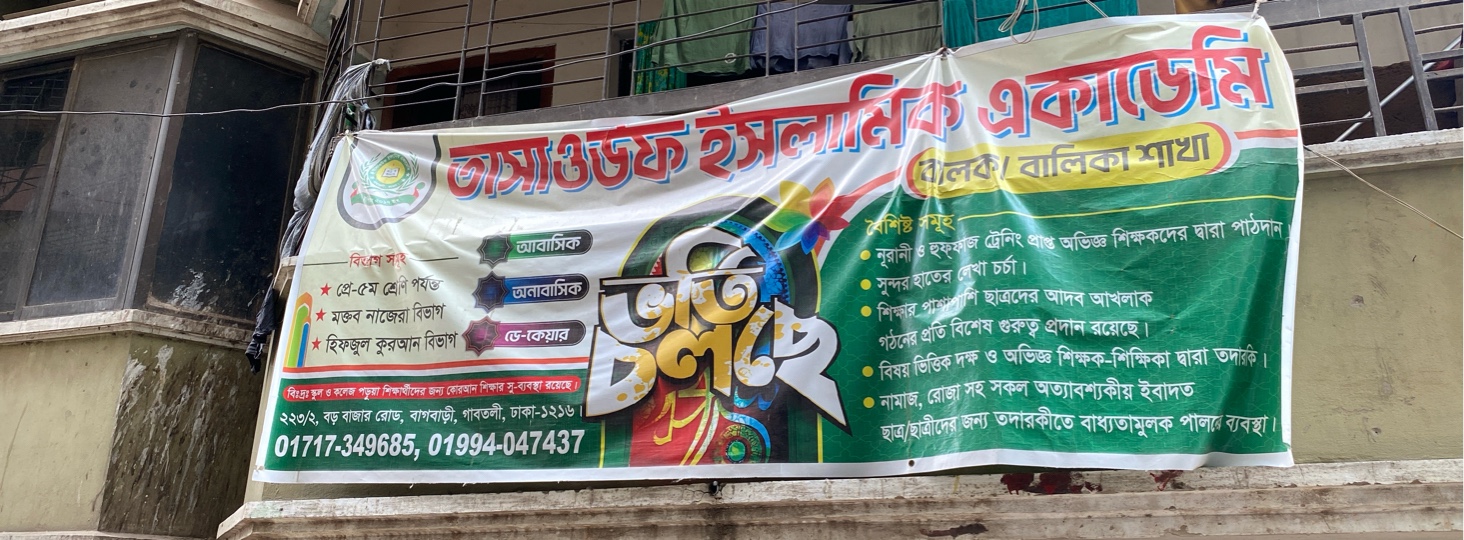 তাসাওউফ ইসলামিক একাডেমি
বালক/ বালিকা শাখা
বিভাগ সমূহ
প্রে-৫ম শ্রেণি পর্যন্ত
মক্তব নাজেরা বিভাগ
হিফজুল কুরআন বিভাগ
আবাসিক
অনাবাসিক
ডে-কেয়ার
বিঃদ্রঃ স্কুল ও কলেজ পড়ুয়া শিক্ষার্থীদের জন্য কোরআন শিক্ষার সু-ব্যবস্থা রয়েছে।
২২৩/২, বড় বাজার রোড, বাগবাড়ী, গাবতলী, ঢাকা-১২১৬।
01717-349685, 01994-047437
ভর্তি
চলছে
বৈশিষ্ট সমূহ
নূরানী ও হুফ্ফাজ ট্রেনিং প্রাপ্ত অভিজ্ঞ শিক্ষকদের দ্বারা পাঠদান
সুন্দর হাতের লেখা চর্চা।
শিক্ষার পাশাপাশি ছাত্রদের আদব আখলাক
গঠনের প্রতি বিশেষ গুরুত্ব প্রদান রয়েছে।
বিষয় ভিত্তিক দক্ষ ও অভিজ্ঞ শিক্ষক-শিক্ষিকা দ্বারা তদারকি।
নামাজ, রোজা সহ সকল অত্যাবশ্যকীয় ইবাদত
ছাত্র/ছাত্রীদের জন্য তদারকীতে বাধ্যতামুলক পালনে ব্যবস্থা।